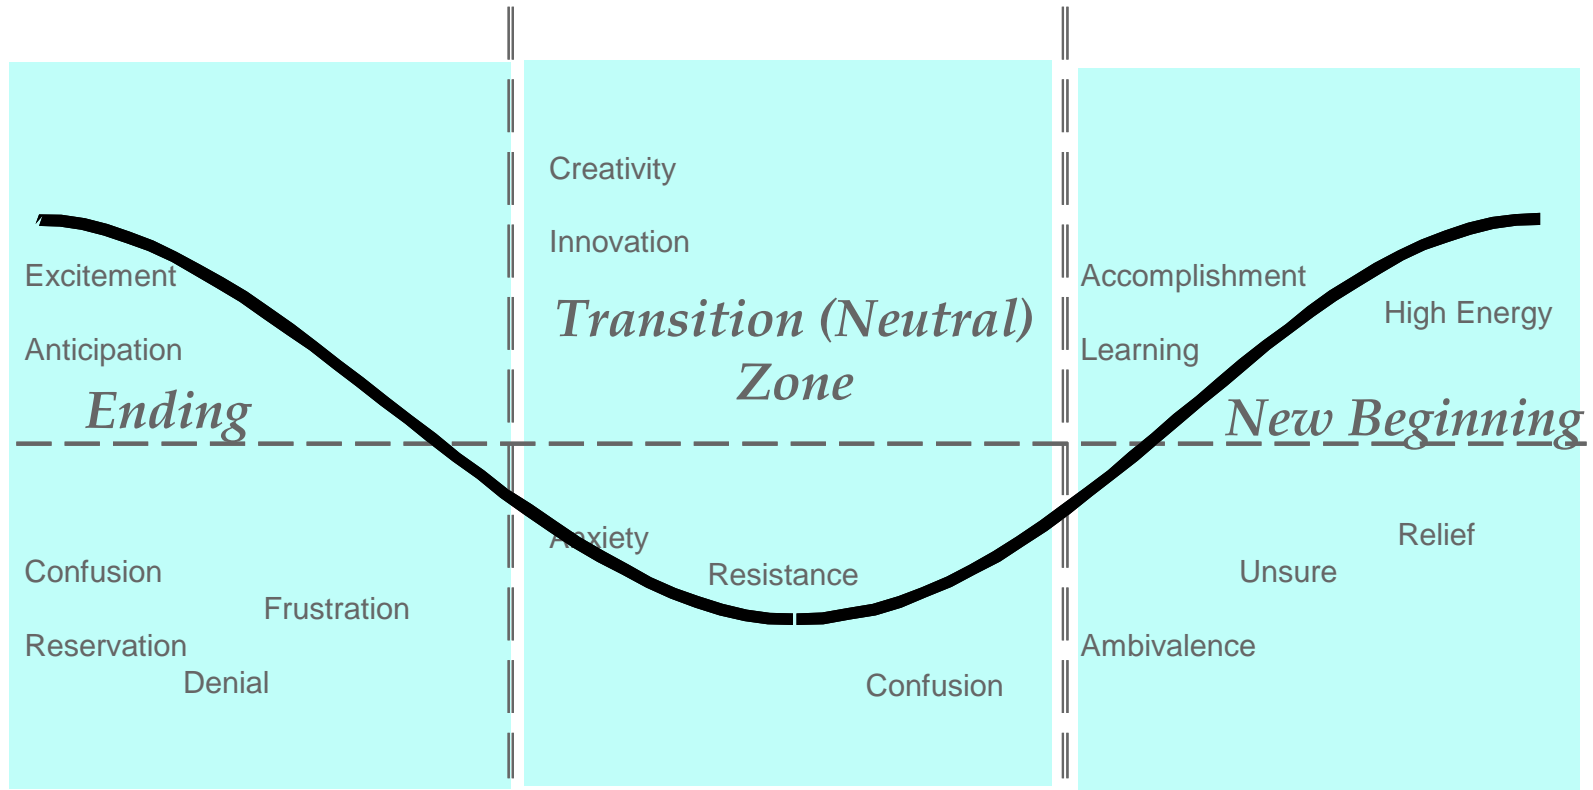 Excitement
Anticipation
Ending
Confusion
Frustration
Reservation
Denial
Creativity
Innovation
Transition (Neutral)
Zone
Anxiety
Resistance
Confusion
Accomplishment
High Energy
Learning
New Beginning
Relief
Unsure
Ambivalence